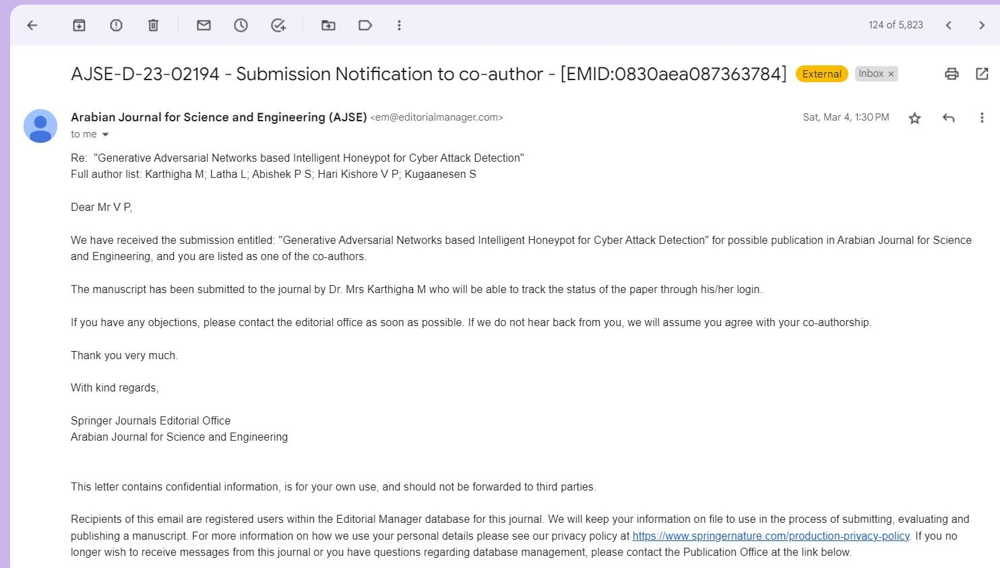 124 of 5,823
AJSE-D-23-02194 - Submission Notification to co-author - [EMID:0830aea087363784] External Inbox ×
Arabian Journal for Science and Engineering (AJSE) <em@editorialmanager.com> Sat, Mar 4, 1:30 PM
to me
Re:  "Generative Adversarial Networks based Intelligent Honeypot for Cyber Attack Detection"
Full author list: Karthigha M; Latha L; Abishek P S; Hari Kishore V P; Kugaanesen S
Dear Mr V P,
We have received the submission entitled: "Generative Adversarial Networks based Intelligent Honeypot for Cyber Attack Detection" for possible publication in Arabian Journal for Science
and Engineering, and you are listed as one of the co-authors.
The manuscript has been submitted to the journal by Dr. Mrs Karthigha M who will be able to track the status of the paper through his/her login.
If you have any objections, please contact the editorial office as soon as possible. If we do not hear back from you, we will assume you agree with your co-authorship.
Thank you very much.
With kind regards,
Springer Journals Editorial Office
Arabian Journal for Science and Engineering
This letter contains confidential information, is for your own use, and should not be forwarded to third parties.
Recipients of this email are registered users within the Editorial Manager database for this journal. We will keep your information on file to use in the process of submitting, evaluating and
publishing a manuscript. For more information on how we use your personal details please see our privacy policy at https://www.springernature.com/production-privacy-policy. If you no
longer wish to receive messages from this journal or you have questions regarding database management, please contact the Publication Office at the link below.